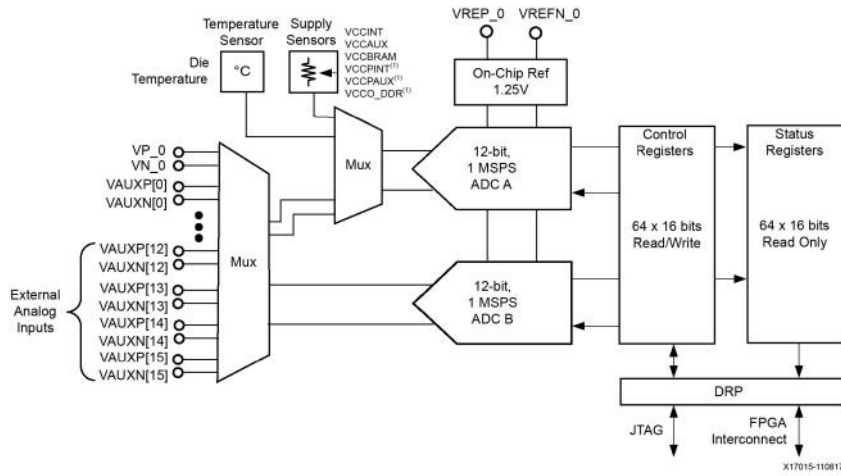 VREP_0 VREFN_0
Temperature
Sensor
Supply
Sensors
VCCINT
VCCAUX
VCCBRAM
VCCPINT(1)
VCCPAUX(1)
VCCO_DDR(1)
Die
Temperature
°C
On-Chip Ref
1.25V
VP_0
VN_0
VAUXP[0]
VAUXN[0]
VAUXP[12]
VAUXN[12]
VAUXP[13]
VAUXN[13]
VAUXP[14]
VAUXN[14]
VAUXP[15]
VAUXN[15]
External
Analog
Inputs
Mux
Mux
12-bit,
1 MSPS
ADC A
12-bit,
1 MSPS
ADC B
Control
Registers
64 x 16 bits
Read/Write
Status
Registers
64 x 16 bits
Read Only
DRP
JTAG
FPGA
Interconnect
X17015-110817